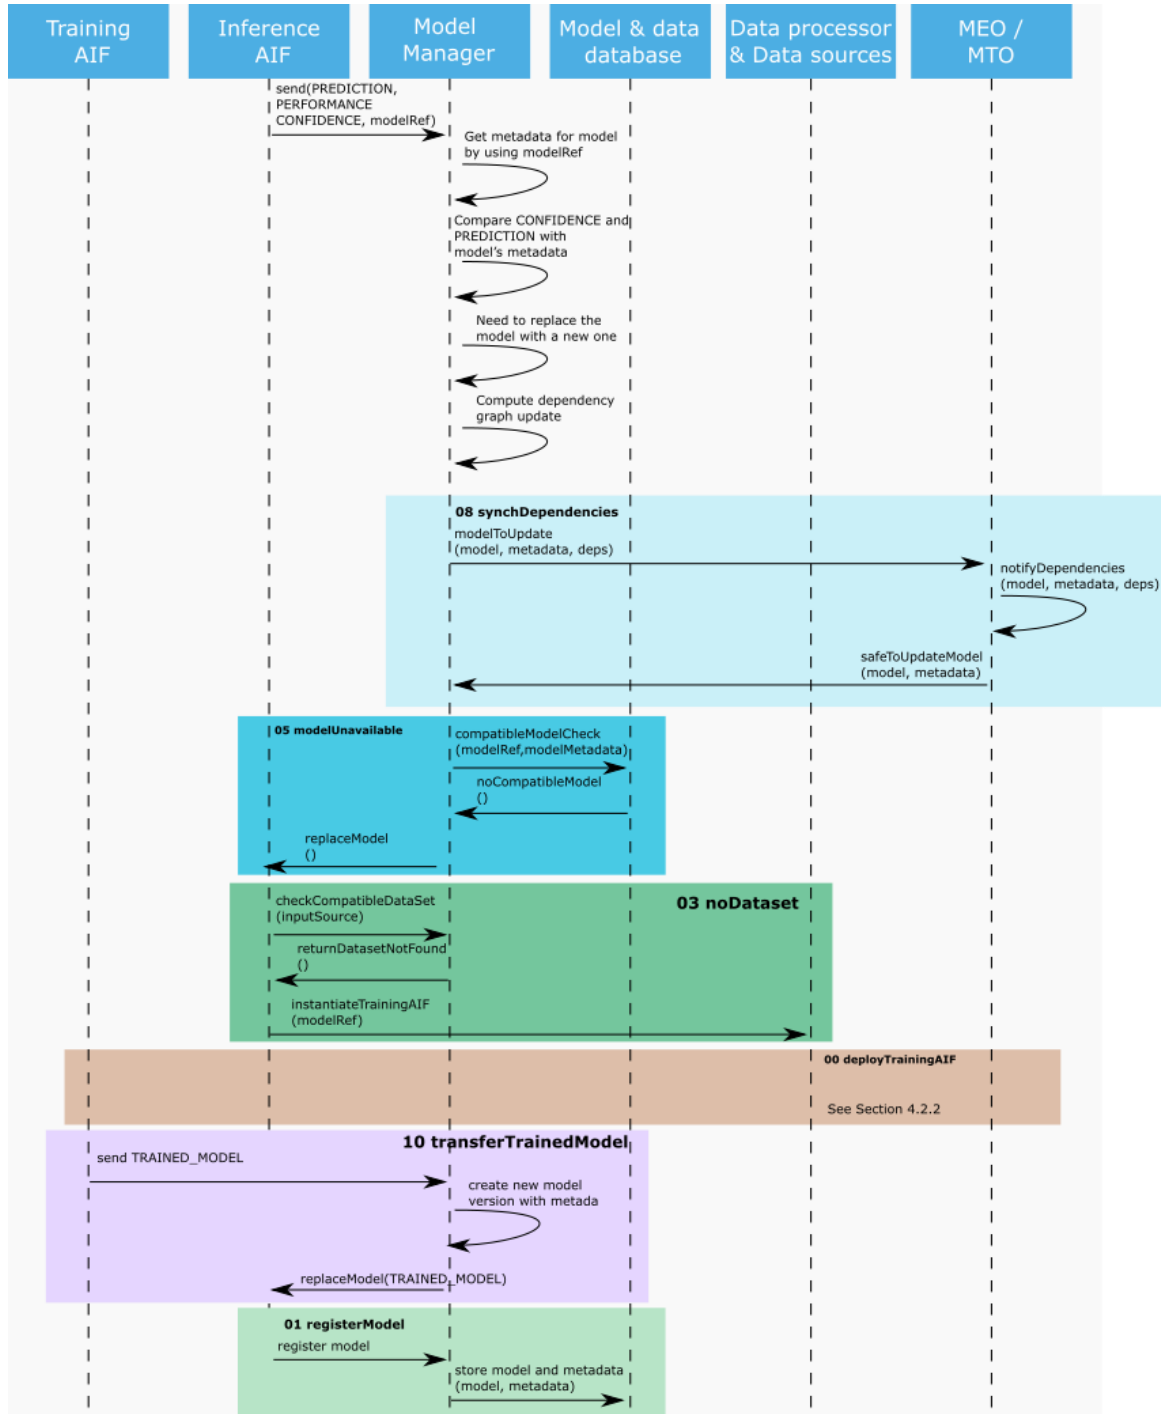 Training
AIF
Inference
AIF
Model
Manager
Model & data
database
Data processor
& Data sources
MEO /
MTO
send(PREDICTION,
PERFORMANCE
CONFIDENCE, modelRef)
Get metadata for model
by using modelRef
Compare CONFIDENCE and
PREDICTION with
model's metadata
Need to replace the
model with a new one
Compute dependency
graph update
08 synchDependencies
modelToUpdate
(model, metadata, deps)
notifyDependencies
(model, metadata, deps)
safeToUpdateModel
(model, metadata)
05 modelUnavailable
compatibleModelCheck
(modelRef,modelMetadata)
noCompatibleModel
()
replaceModel
()
03 noDataset
checkCompatibleDataSet
(inputSource)
returnDatasetNotFound
()
instantiateTrainingAIF
(modelRef)
00 deployTrainingAIF
See Section 4.2.2
10 transferTrainedModel
send TRAINED_MODEL
create new model
version with metada
replaceModel(TRAINED_MODEL)
01 registerModel
register model
store model and metadata
(model, metadata)